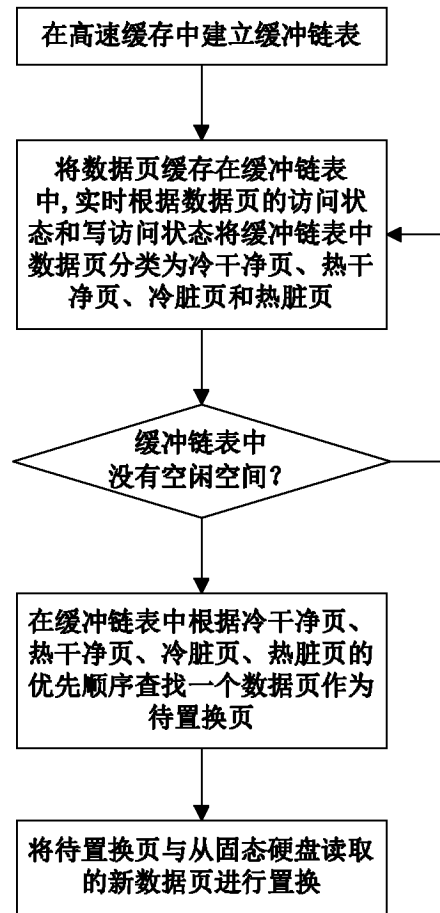 在高速缓存中建立缓冲链表
将数据页缓存在缓冲链表
中,实时根据数据页的访问状
态和写访问状态将缓冲链表中
数据页分类为冷干净页、热干
净页、冷脏页和热脏页
缓冲链表中
没有空闲空间?
在缓冲链表中根据冷干净页、
热干净页、冷脏页、热脏页的
优先顺序查找一个数据页作为
待置换页
将待置换页与从固态硬盘读取
的新数据页进行置换